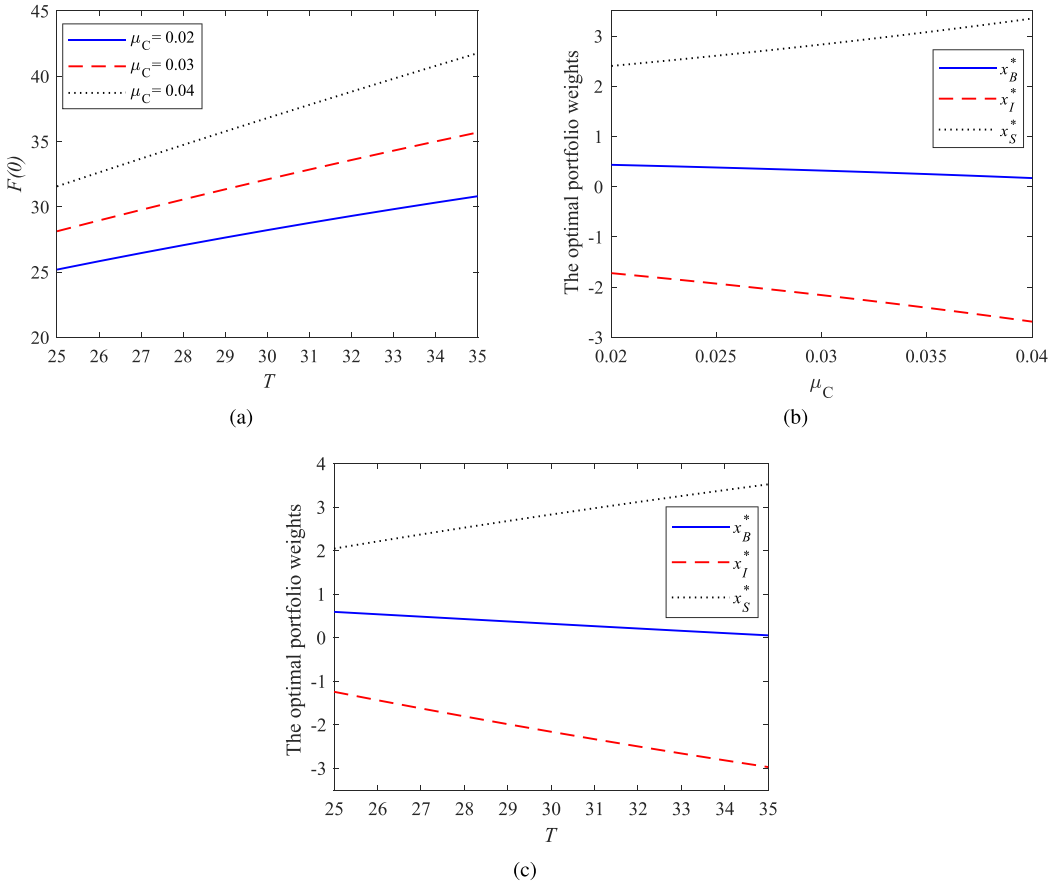 45
40
35
30
25
20
F(0)
μC = 0.02
μC = 0.03
μC = 0.04
25 26 27 28 29 30 31 32 33 34 35
T
(a)
3
2
1
0
-1
-2
-3
The optimal portfolio weights
x*B
x*I
x*S
0.02 0.025 0.03 0.035 0.04
μC
(b)
4
3
2
1
0
-1
-2
-3
The optimal portfolio weights
x*B
x*I
x*S
25 26 27 28 29 30 31 32 33 34 35
T
(c)